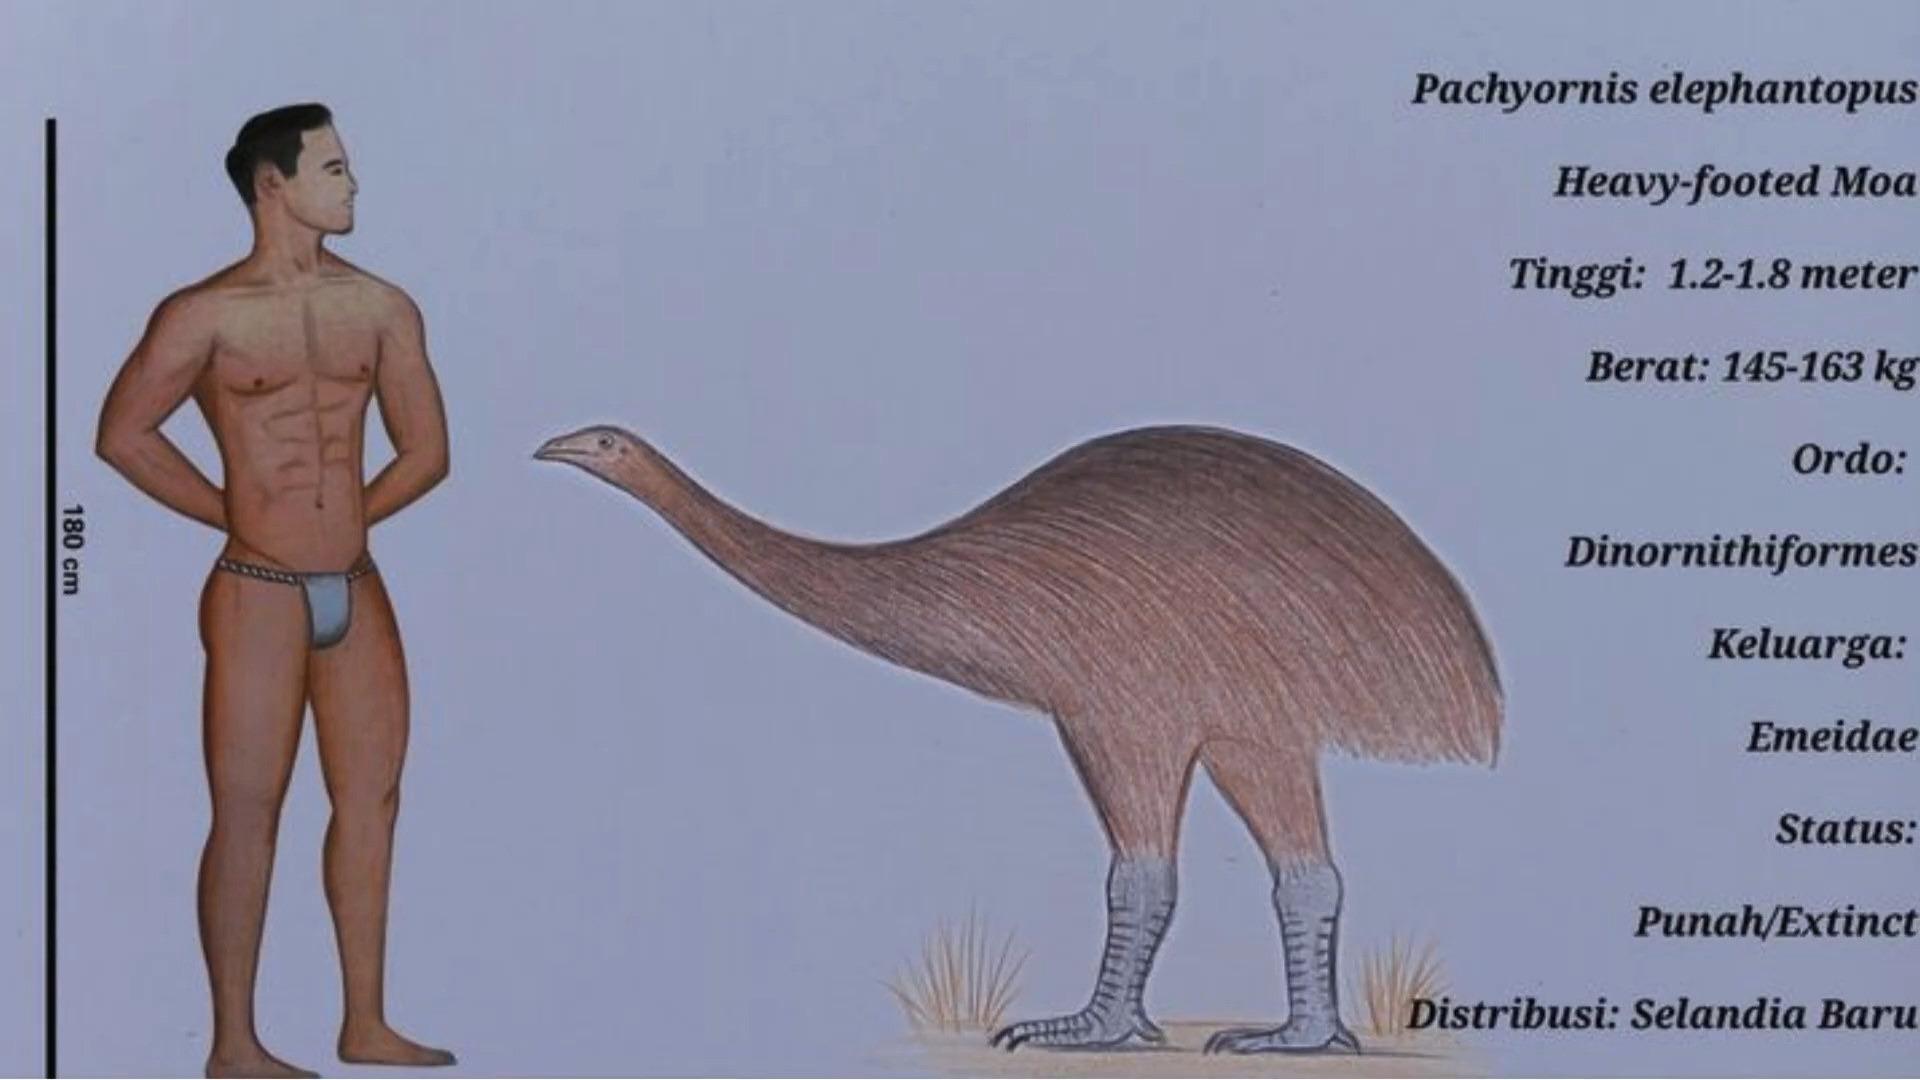 180 cm
Pachyornis elephantopus
Heavy-footed Moa
Tinggi: 1.2-1.8 meter
Berat: 145-163 kg
Ordo:
Dinornithiformes
Keluarga:
Emeidae
Status:
Punah/Extinct
Distribusi: Selandia Baru